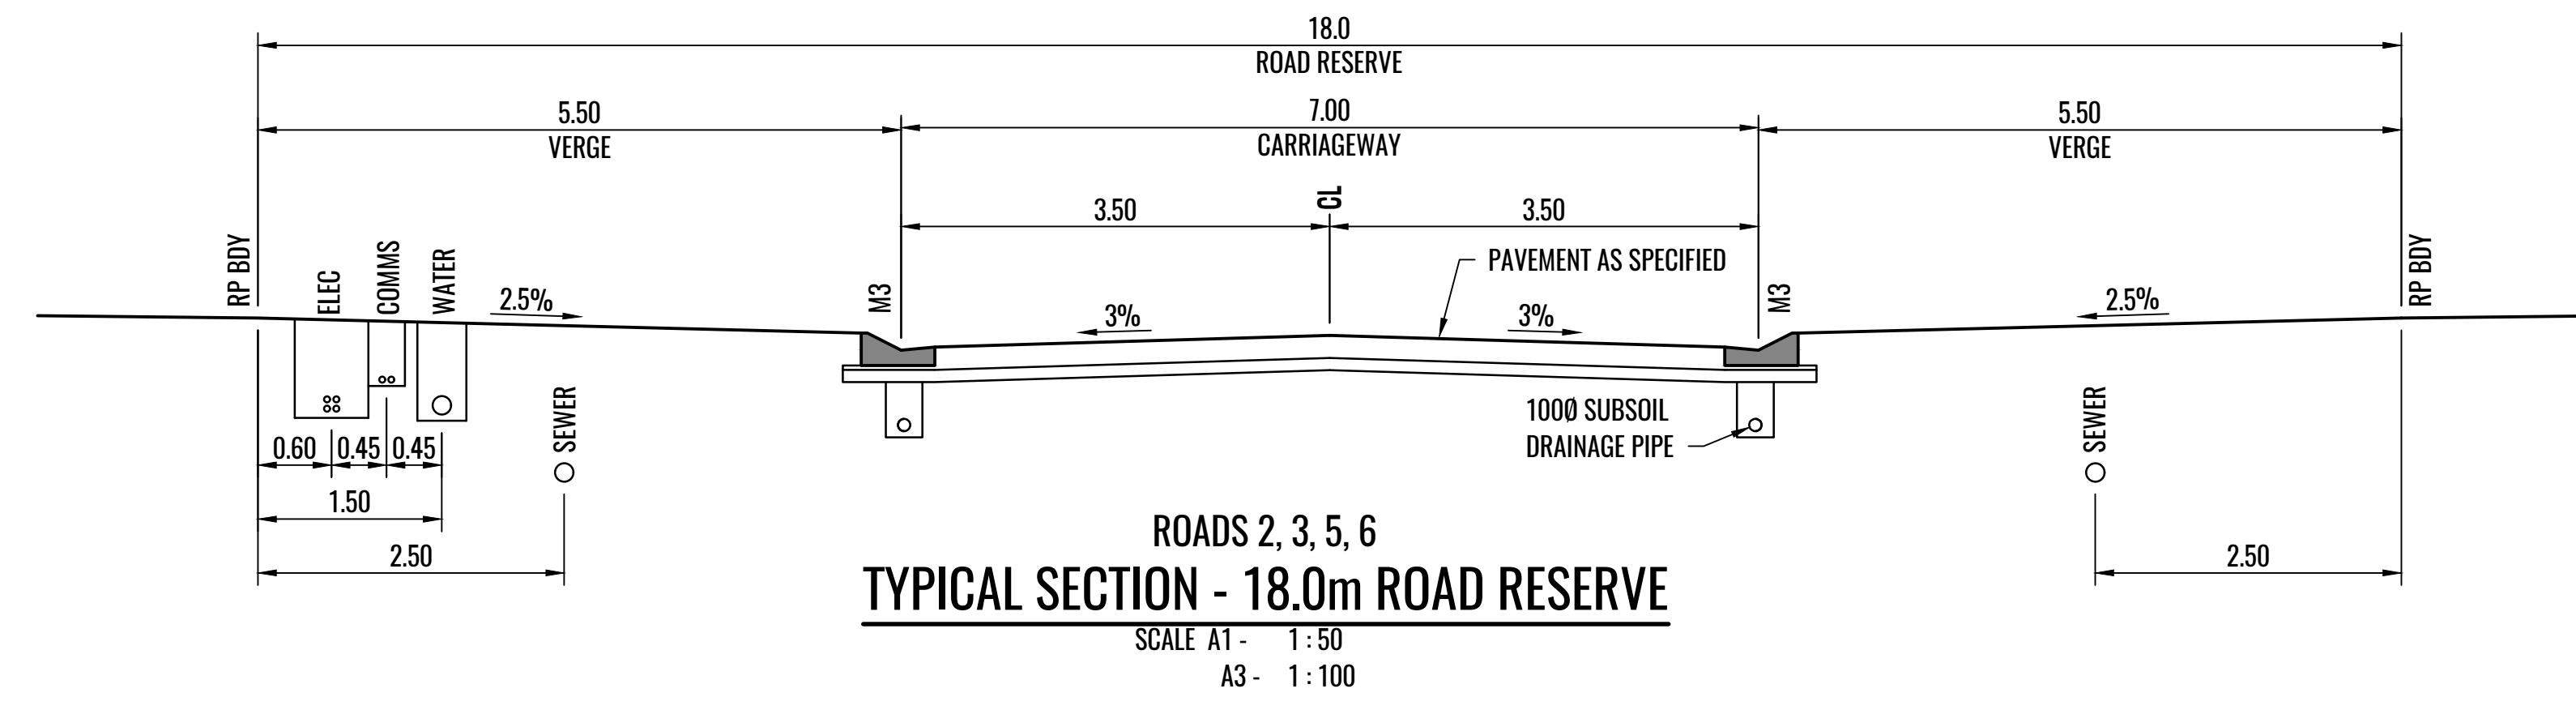 18.0
ROAD RESERVE
5.50
VERGE
7.00
CARRIAGEWAY
5.50
VERGE
3.50
CL
3.50
RP BDY
ELEC
COMMS
WATER
2.5%
M3
3%
PAVEMENT AS SPECIFIED
3%
M3
2.5%
RP BDY
0.60
0.45
0.45
SEWER
1.50
2.50
100Ø SUBSOIL
DRAINAGE PIPE
SEWER
2.50
ROADS 2, 3, 5, 6
TYPICAL SECTION - 18.0m ROAD RESERVE
SCALE A1 - 1 : 50
A3 - 1 : 100